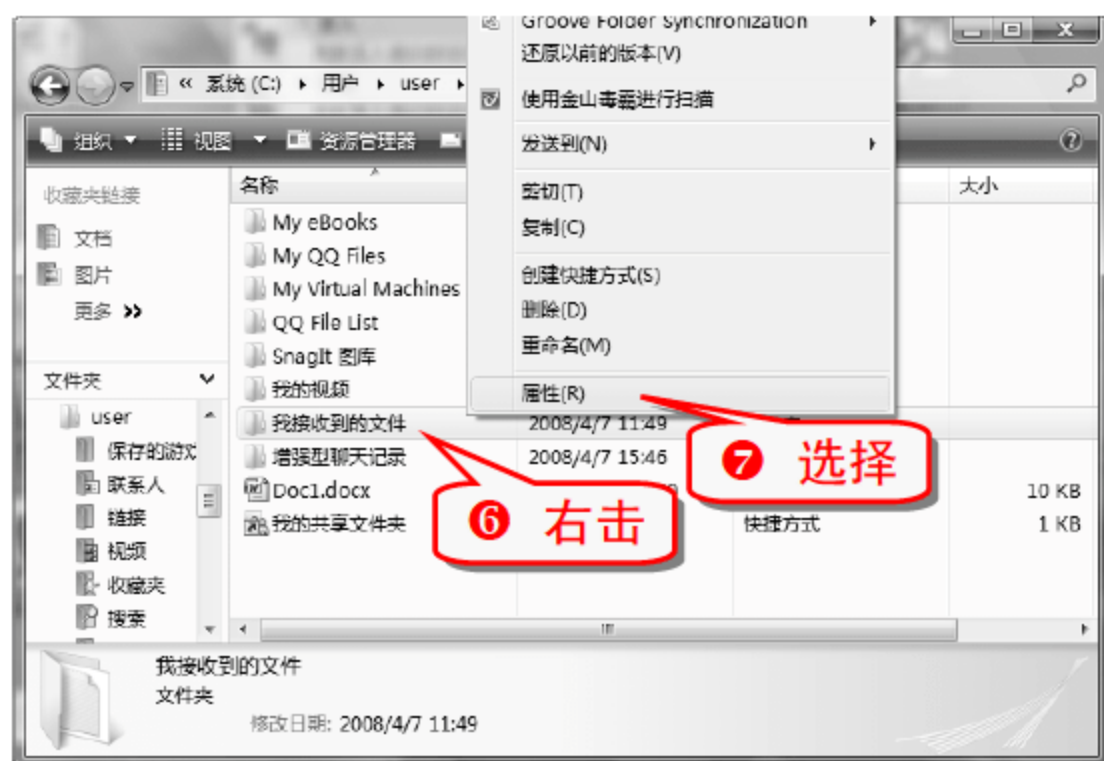 Groove Folder Synchronization
还原以前的版本(V)
« 系统 (C:) 用户 user
使用金山毒霸进行扫描
组织 视图 资源管理器
发送到(N)
收藏夹链接
名称
大小
剪切(T)
My eBooks
复制(C)
文档
My QQ Files
图片
创建快捷方式(S)
My Virtual Machines
更多 »
删除(D)
QQ File List
重命名(M)
SnagIt 图库
文件夹
我的视频
属性(R)
user
我接收到的文件 2008/4/7 11:49
❼ 选择
保存的游戏
增强型聊天记录 2008/4/7 15:46
联系人
Doc1.docx 10 KB
❻ 右击
链接
我的共享文件夹 快捷方式 1 KB
视频
收藏夹
搜索
我接收到的文件
文件夹
修改日期: 2008/4/7 11:49